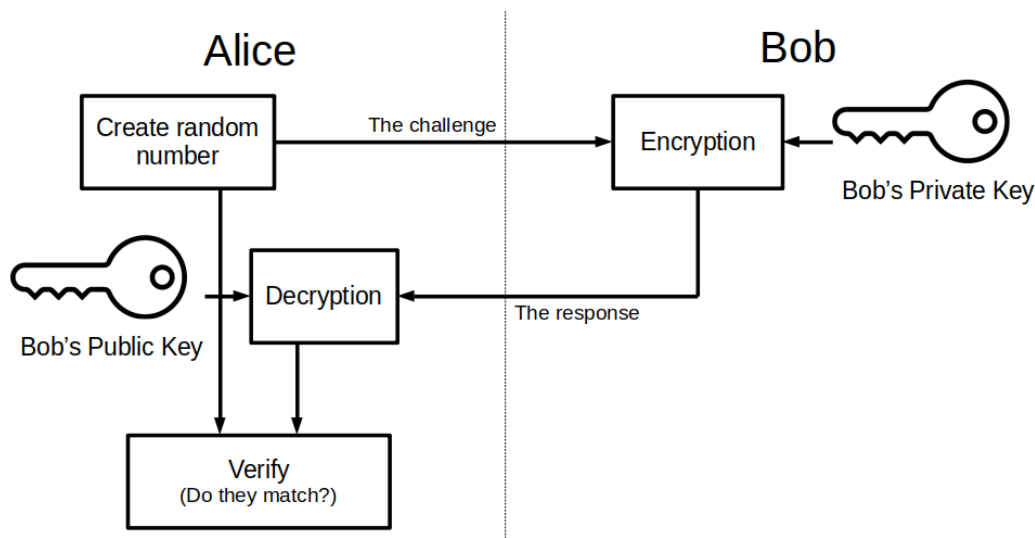 Alice
Bob
Create random
number
The challenge
Encryption
Bob’s Private Key
Decryption
The response
Bob’s Public Key
Verify
(Do they match?)